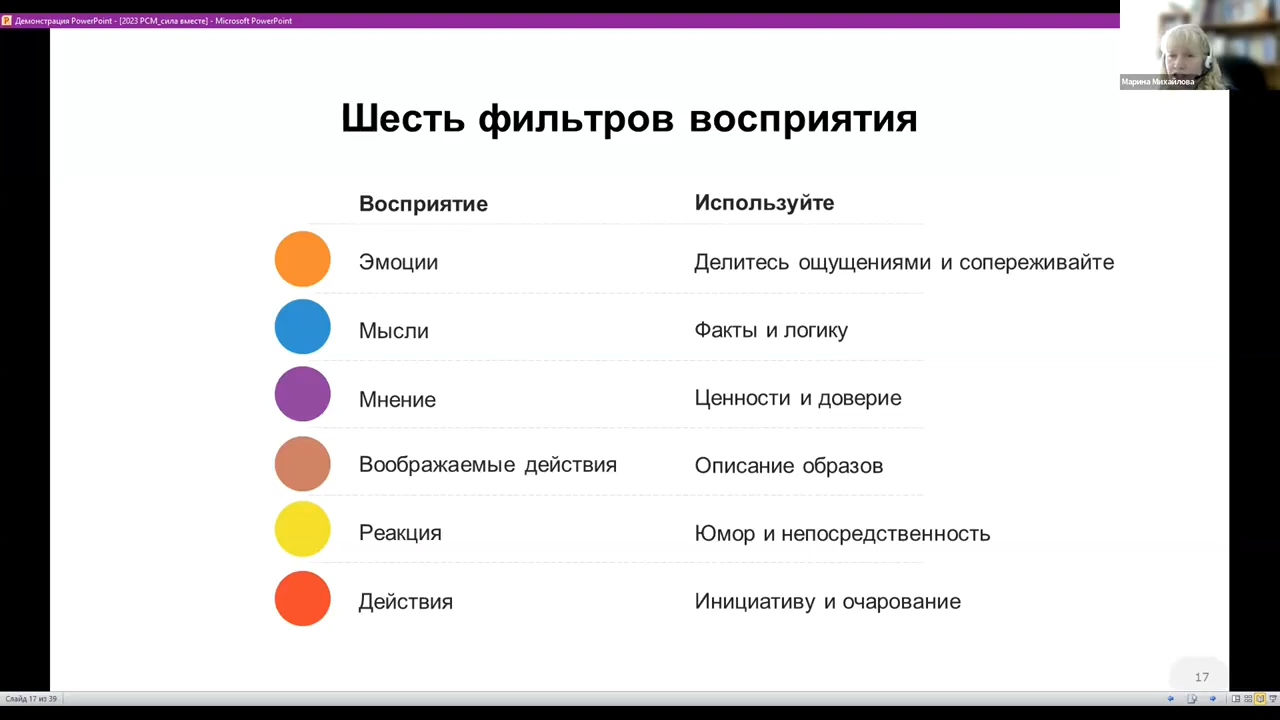 Демонстрация PowerPoint - [2023 PCM_сила вместе] - Microsoft PowerPoint
Марина Михайлова
Шесть фильтров восприятия
Восприятие Используйте
Эмоции Делитесь ощущениями и сопереживайте
Мысли Факты и логику
Мнение Ценности и доверие
Воображаемые действия Описание образов
Реакция Юмор и непосредственность
Действия Инициативу и очарование
17
Слайд 17 из 39